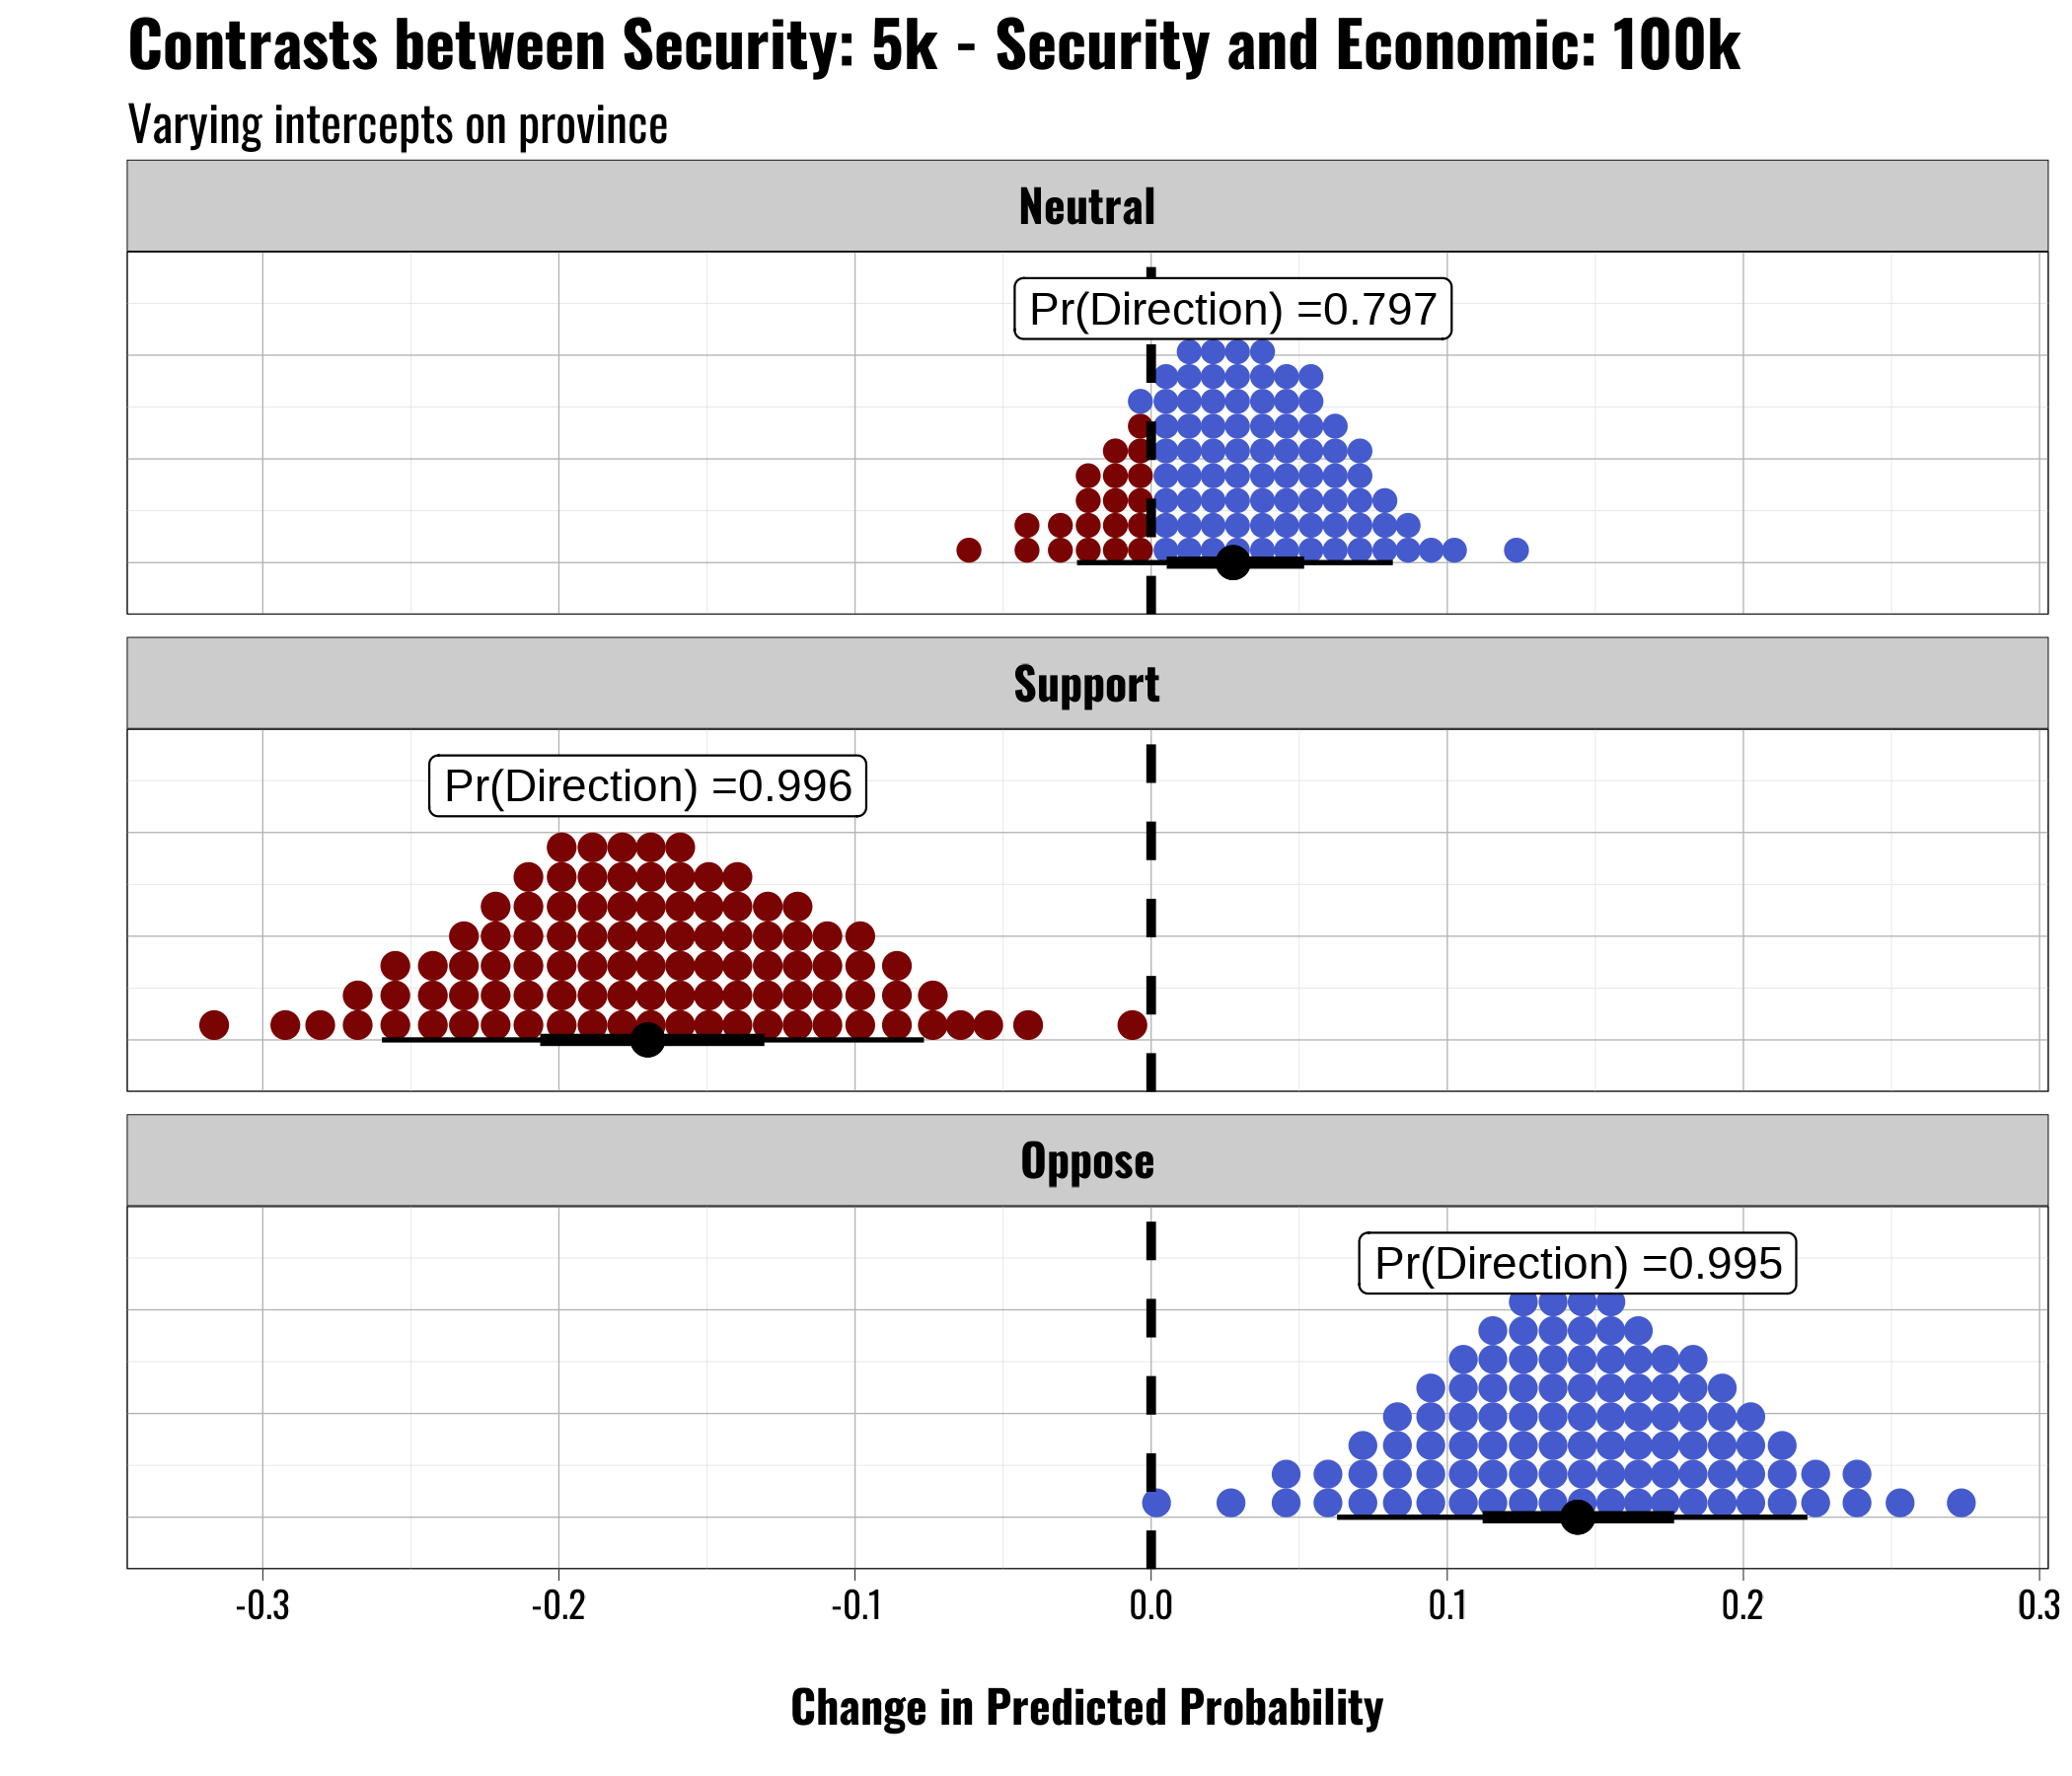 Contrasts between Security: 5k - Security and Economic: 100k
Varying intercepts on province
Neutral
Pr(Direction) =0.797
Support
Pr(Direction) =0.996
Oppose
Pr(Direction) =0.995
-0.3 -0.2 -0.1 0.0 0.1 0.2 0.3
Change in Predicted Probability